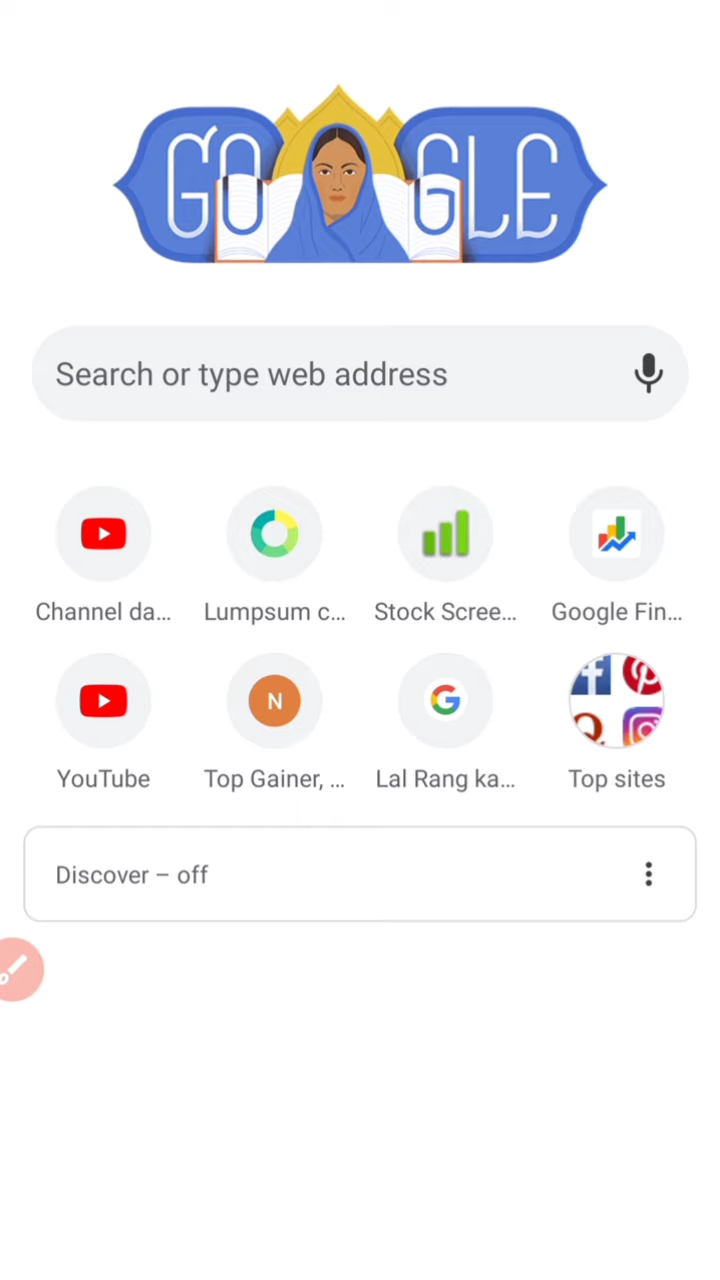 GOOGLE
Search or type web address
Channel da...
Lumpsum c...
Stock Scree...
Google Fin...
N
YouTube
Top Gainer, ...
Lal Rang ka...
Top sites
Discover – off